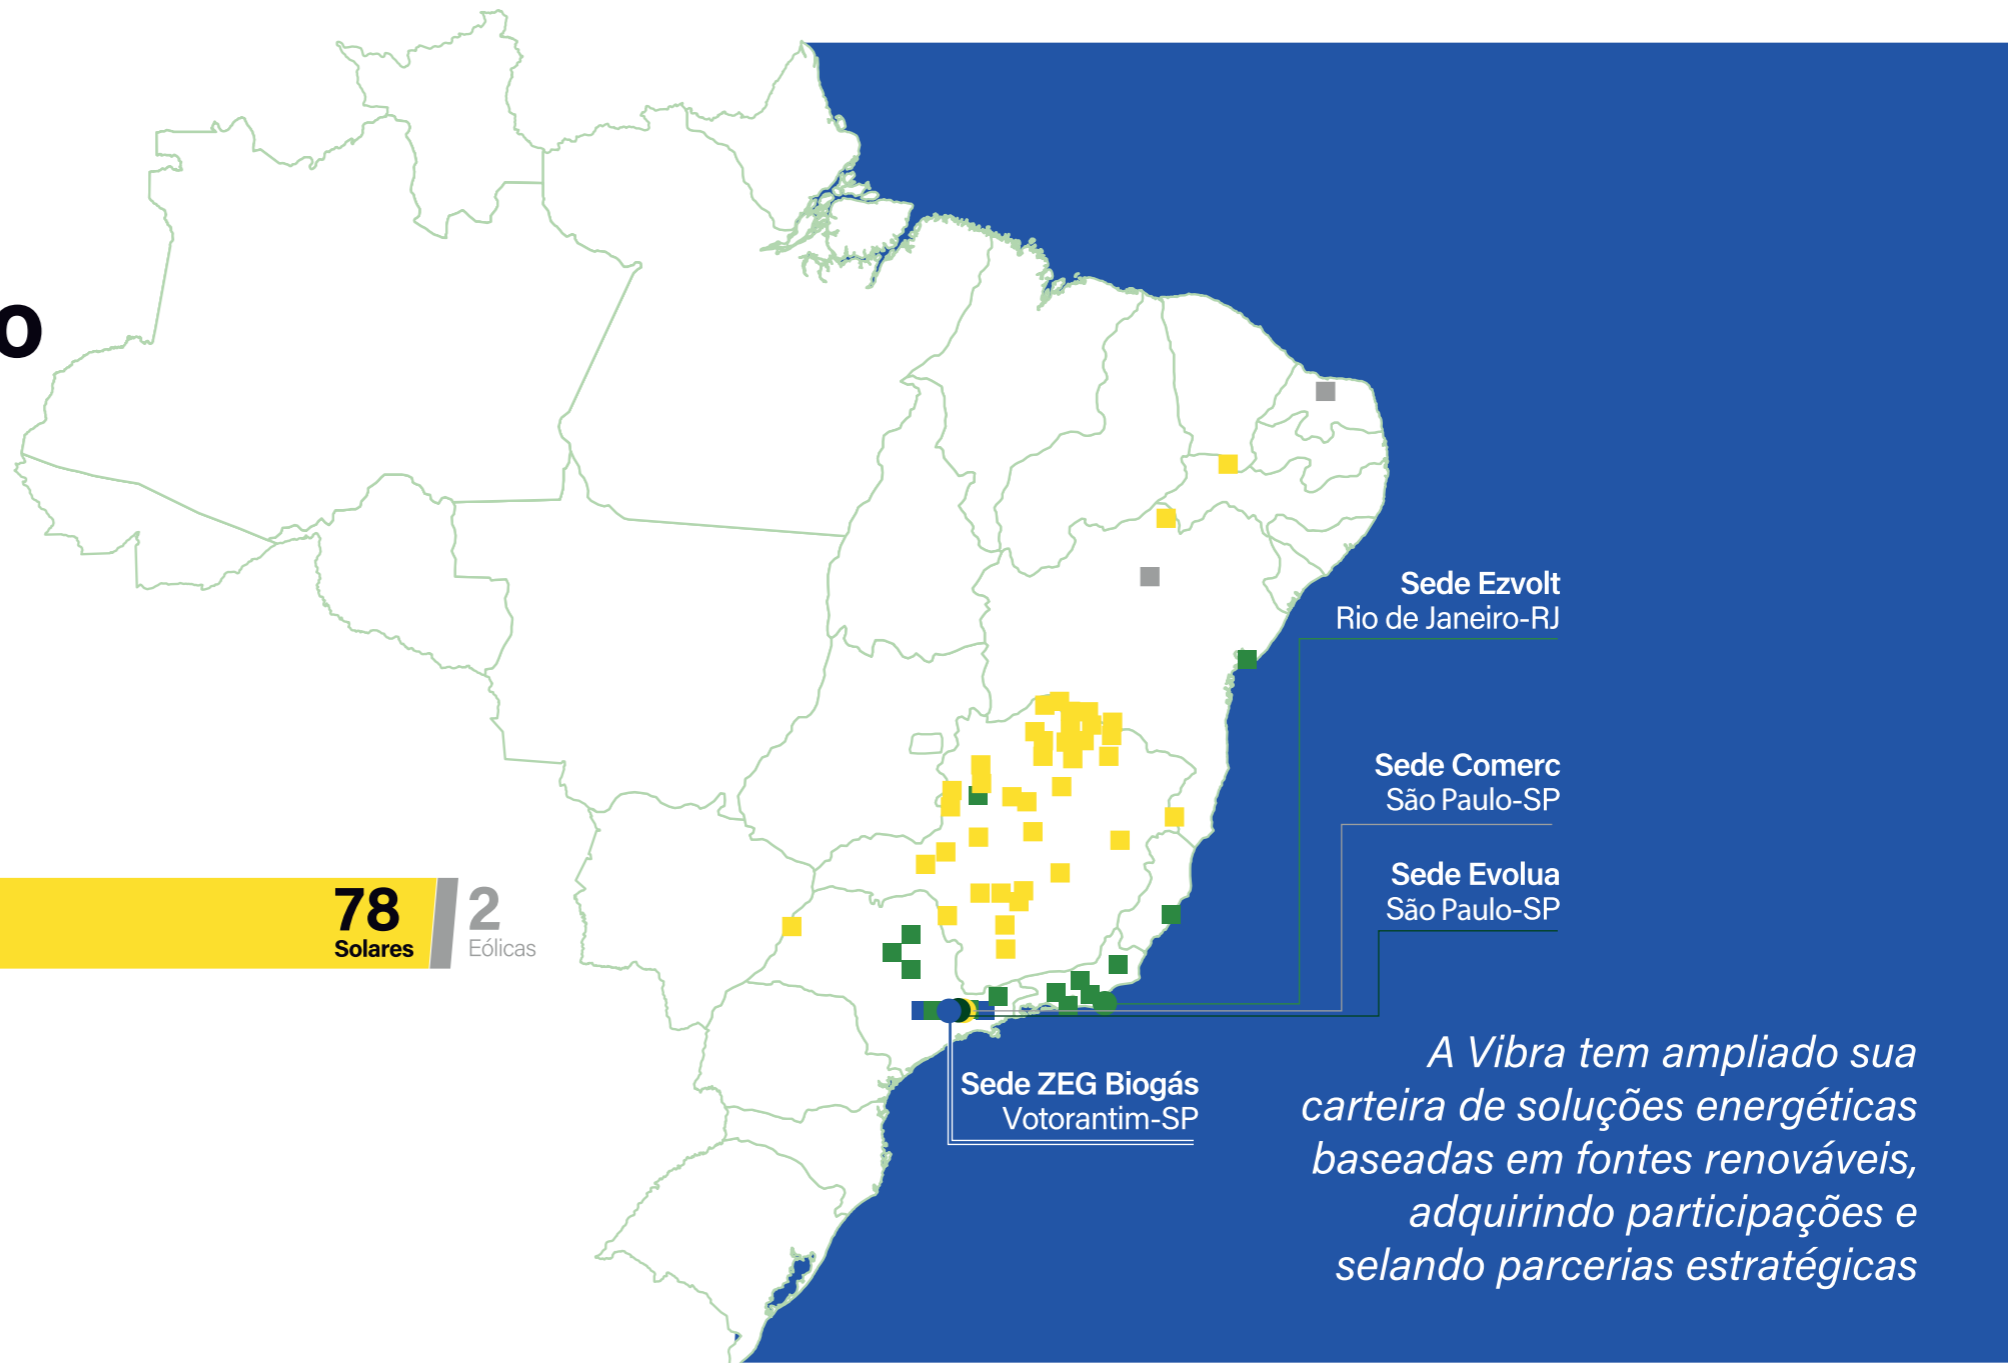 o
Sede Ezvolt
Rio de Janeiro-RJ
Sede Comerc
São Paulo-SP
Sede Evolua
São Paulo-SP
78
Solares
2
Eólicas
Sede ZEG Biogás
Votorantim-SP
A Vibra tem ampliado sua
carteira de soluções energéticas
baseadas em fontes renováveis,
adquirindo participações e
selando parcerias estratégicas